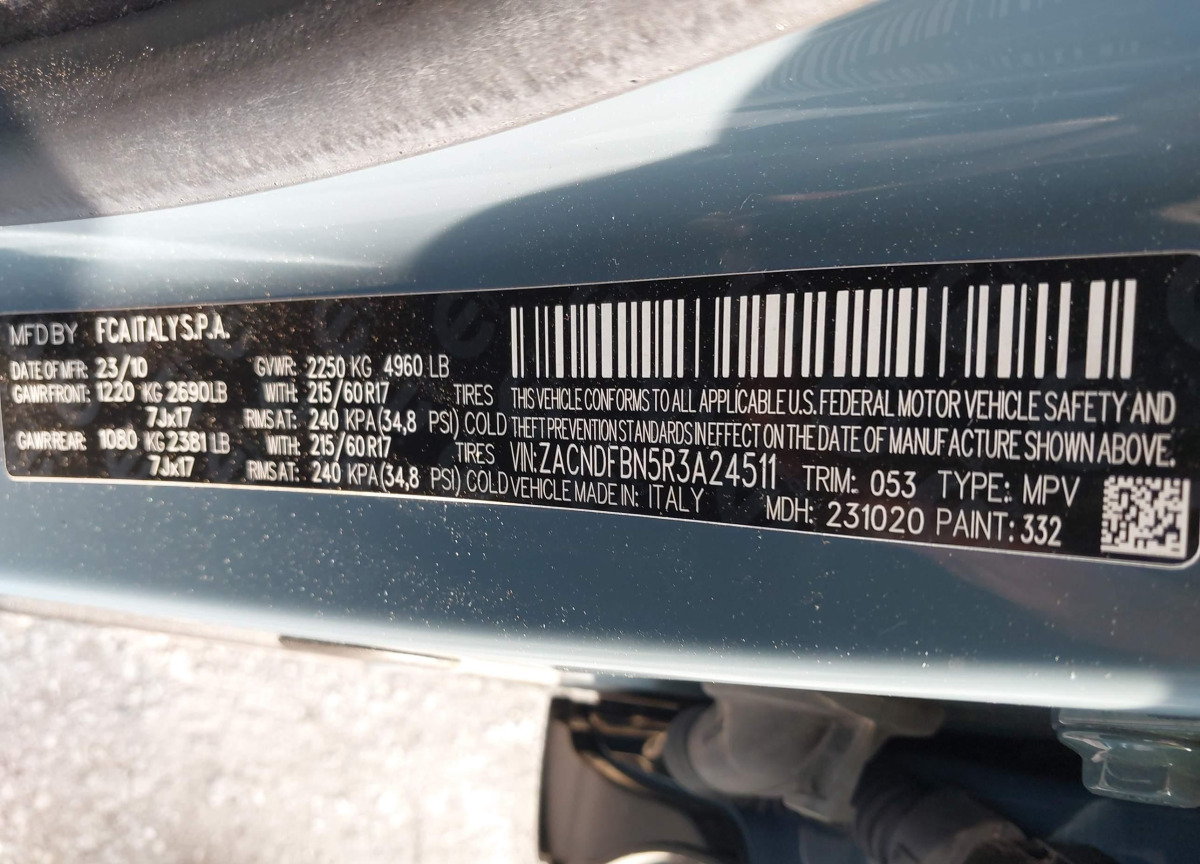 MFD BY FCA ITALY S.P.A.
DATE OF MFR: 23/10 GVWR: 2250 KG 4960 LB
GAWR FRONT: 1220 KG 2690 LB WITH: 215/60 R17 TIRES
7Jx17 RIMS AT: 240 KPA (34,8 PSI) COLD
GAWR REAR: 1080 KG 2381 LB WITH: 215/60 R17 TIRES
7Jx17 RIMS AT: 240 KPA (34,8 PSI) COLD
THIS VEHICLE CONFORMS TO ALL APPLICABLE U.S. FEDERAL MOTOR VEHICLE SAFETY AND
THEFT PREVENTION STANDARDS IN EFFECT ON THE DATE OF MANUFACTURE SHOWN ABOVE.
VIN: ZACNDFBN5R3A24511 TRIM: 053 TYPE: MPV
VEHICLE MADE IN: ITALY MDH: 231020 PAINT: 332